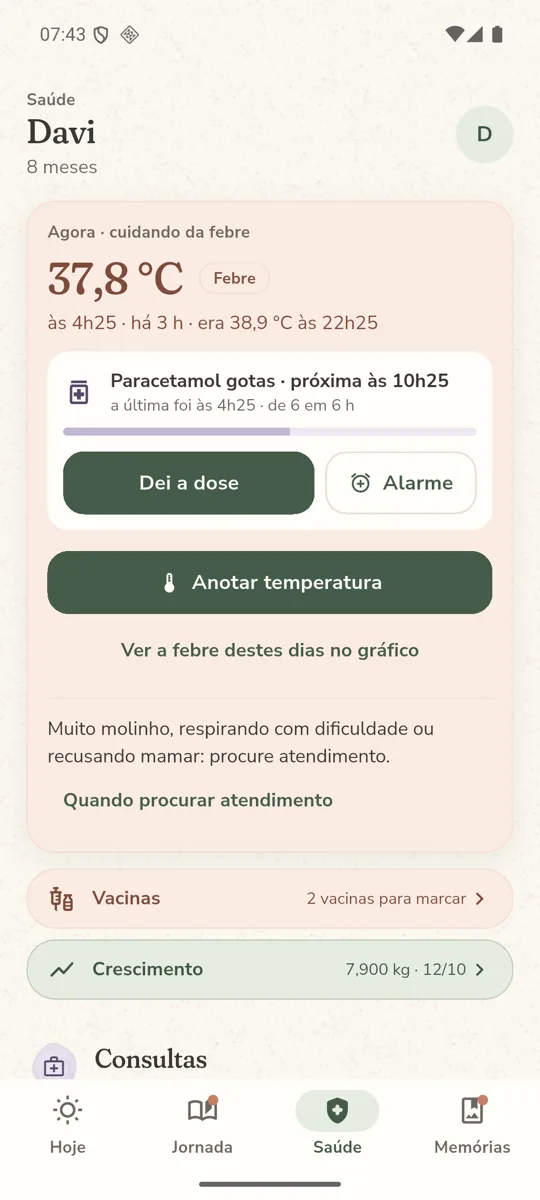 07:43
Saúde
Davi
8 meses
D
Agora · cuidando da febre
37,8 °C
Febre
às 4h25 · há 3 h · era 38,9 °C às 22h25
Paracetamol gotas · próxima às 10h25
a última foi às 4h25 · de 6 em 6 h
Dei a dose
Alarme
Anotar temperatura
Ver a febre destes dias no gráfico
Muito molinho, respirando com dificuldade ou
recusando mamar: procure atendimento.
Quando procurar atendimento
Vacinas
2 vacinas para marcar
Crescimento
7,900 kg · 12/10
Consultas
Hoje
Jornada
Saúde
Memórias